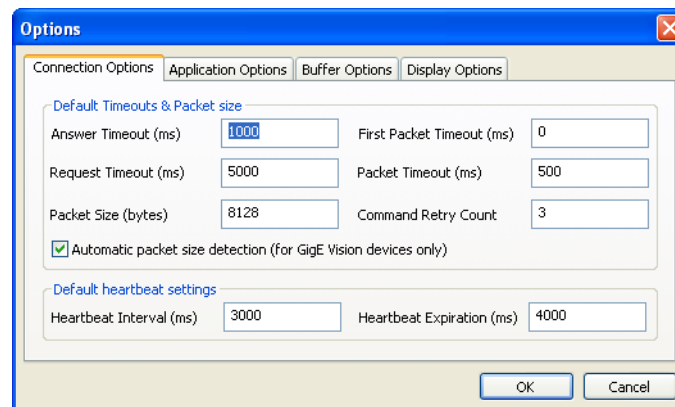 Options
Connection Options Application Options Buffer Options Display Options
Default Timeouts & Packet size
Answer Timeout (ms) 1000 First Packet Timeout (ms) 0
Request Timeout (ms) 5000 Packet Timeout (ms) 500
Packet Size (bytes) 8128 Command Retry Count 3
Automatic packet size detection (for GigE Vision devices only)
Default heartbeat settings
Heartbeat Interval (ms) 3000 Heartbeat Expiration (ms) 4000
OK Cancel